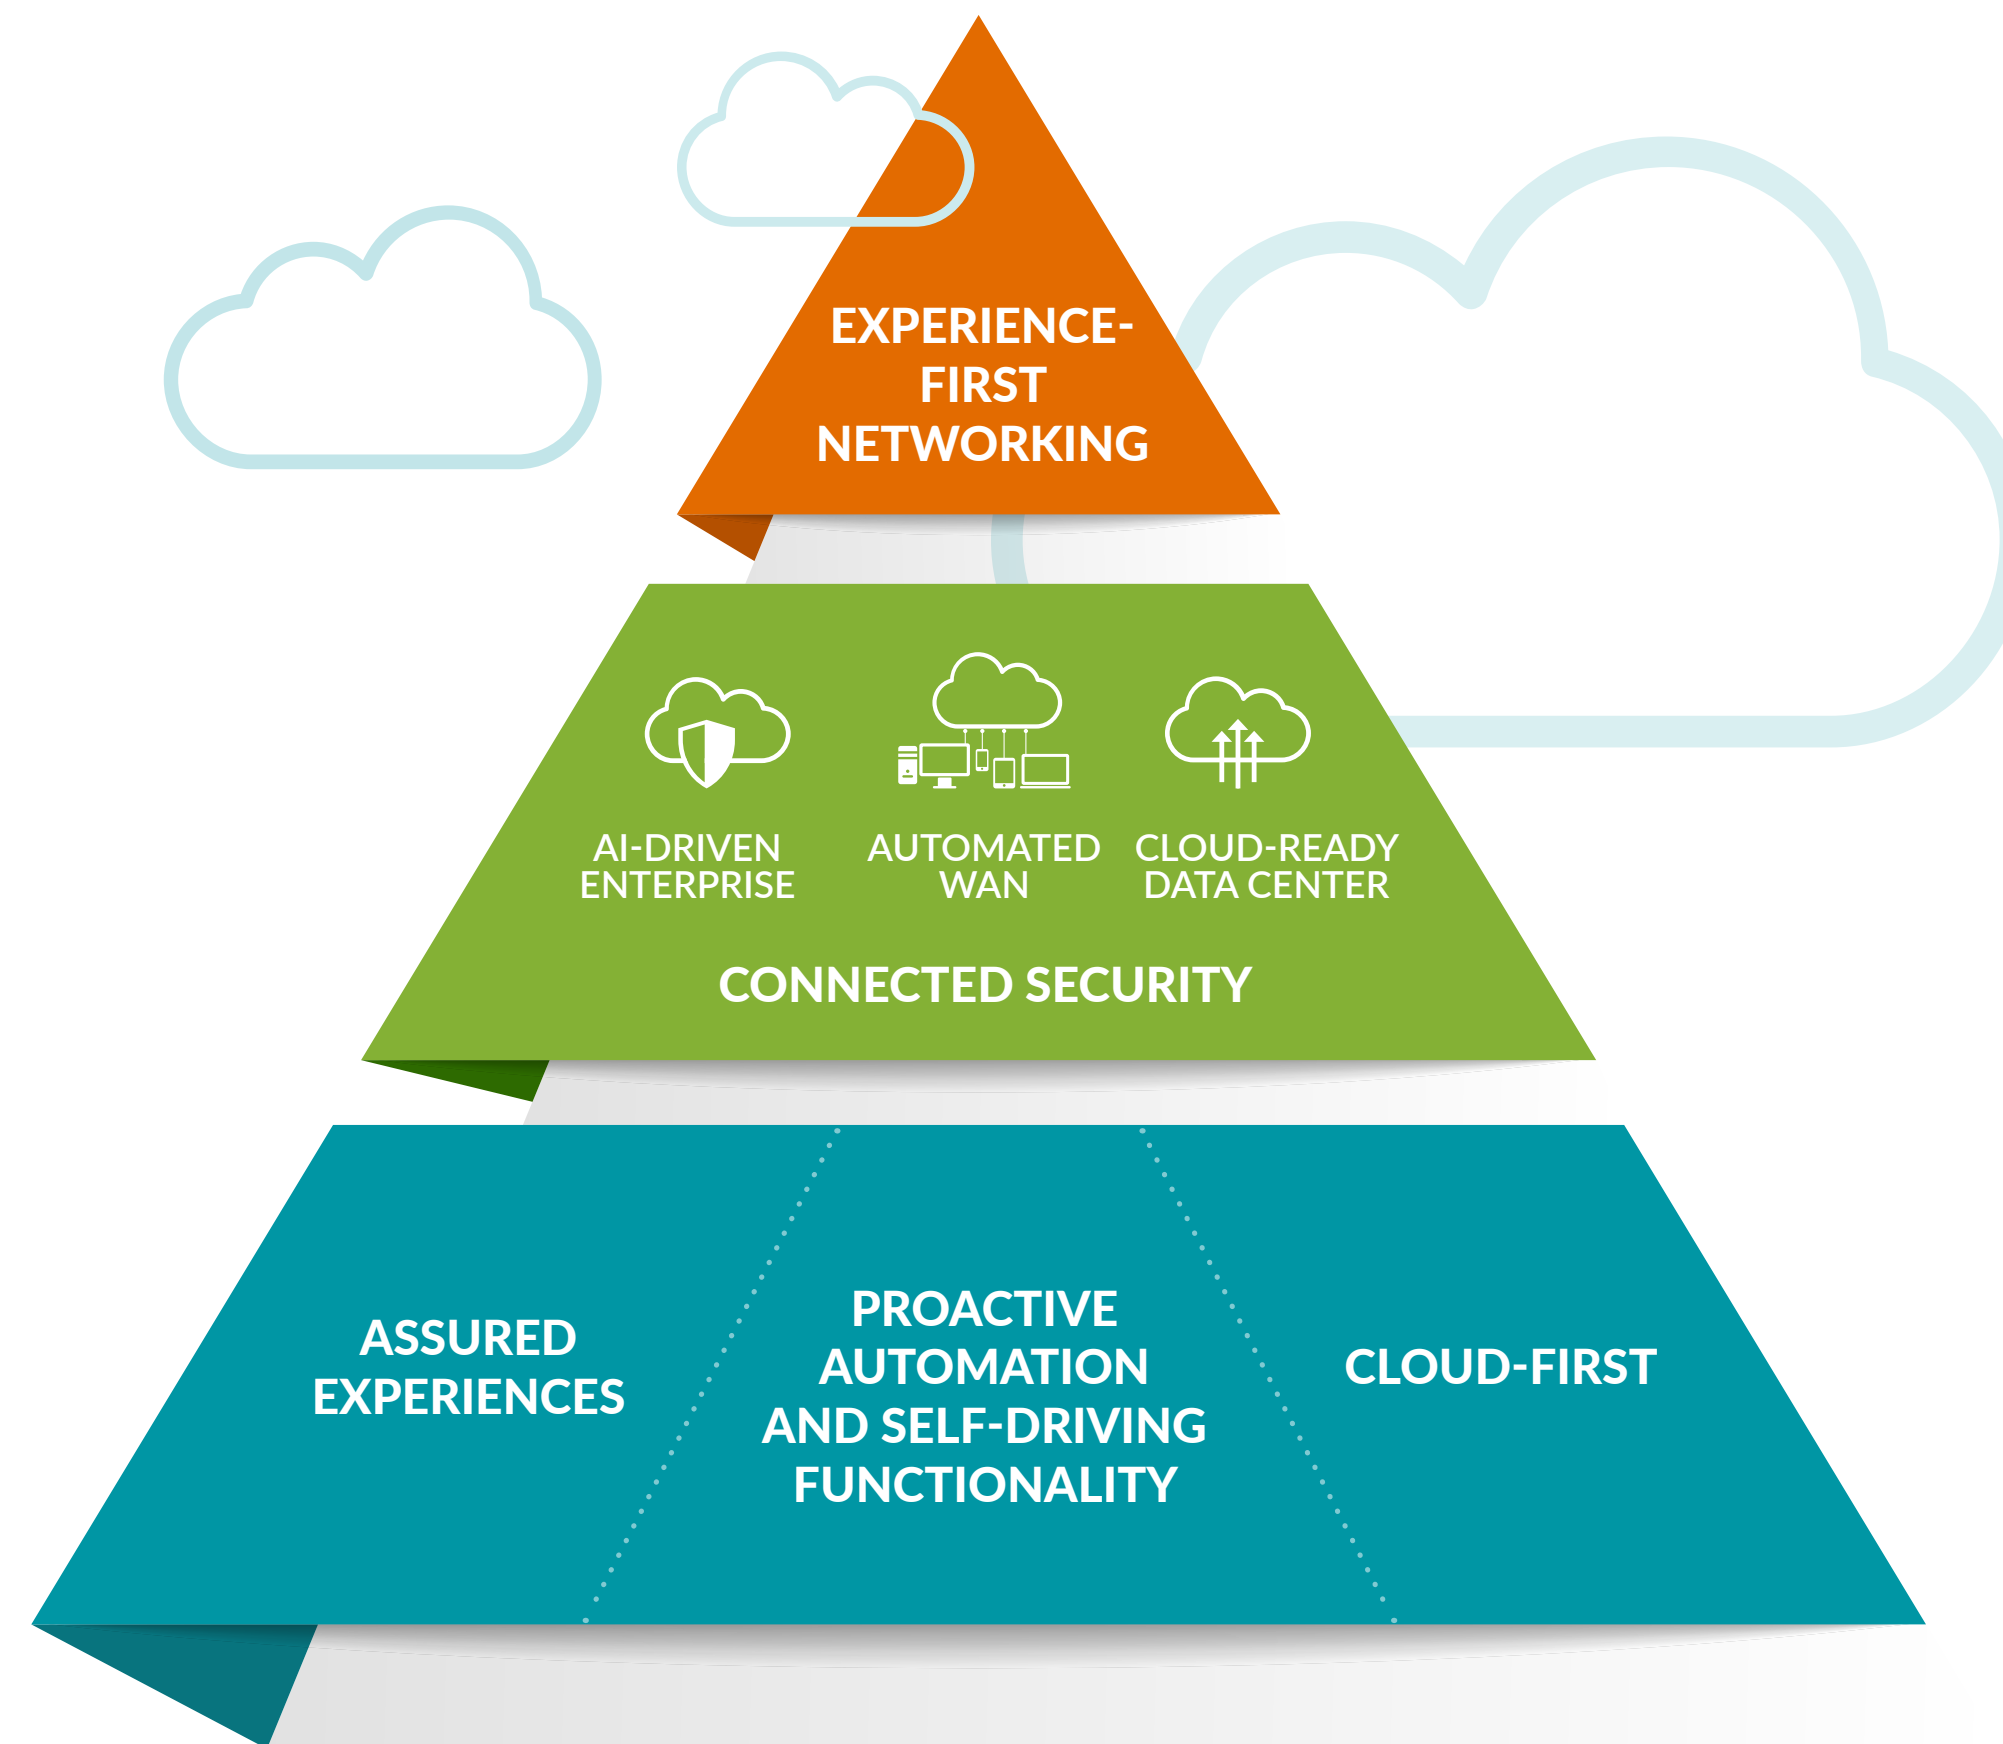 EXPERIENCE-
FIRST
NETWORKING
AI-DRIVEN
ENTERPRISE
AUTOMATED
WAN
CLOUD-READY
DATA CENTER
CONNECTED SECURITY
ASSURED
EXPERIENCES
PROACTIVE
AUTOMATION
AND SELF-DRIVING
FUNCTIONALITY
CLOUD-FIRST